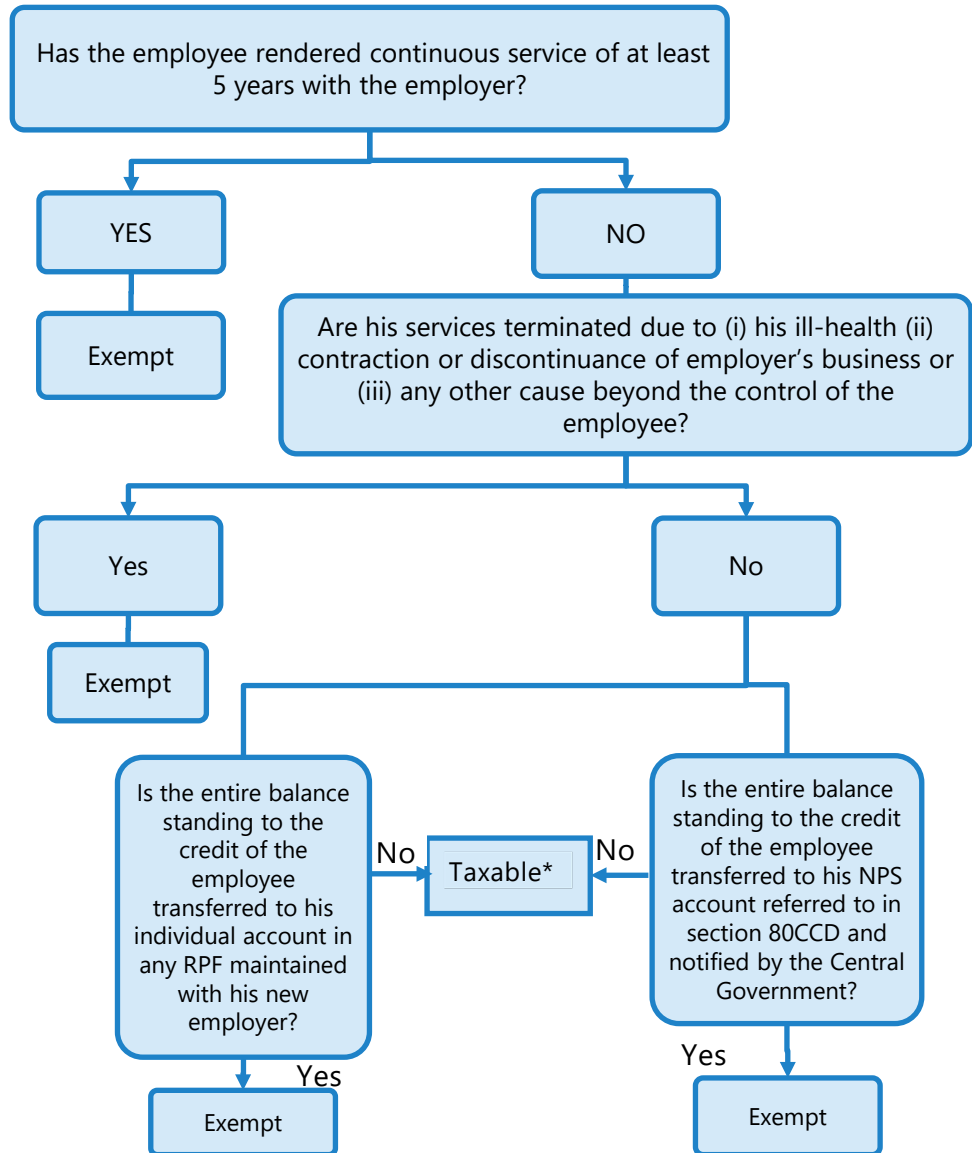 Has the employee rendered continuous service of at least
5 years with the employer?
YES
NO
Exempt
Are his services terminated due to (i) his ill-health (ii)
contraction or discontinuance of employer’s business or
(iii) any other cause beyond the control of the
employee?
Yes
No
Exempt
Is the entire balance
standing to the
credit of the
employee
transferred to his
individual account in
any RPF maintained
with his new
employer?
No
Taxable*
No
Is the entire balance
standing to the credit
of the employee
transferred to his NPS
account referred to in
section 80CCD and
notified by the Central
Government?
Yes
Exempt
Yes
Exempt